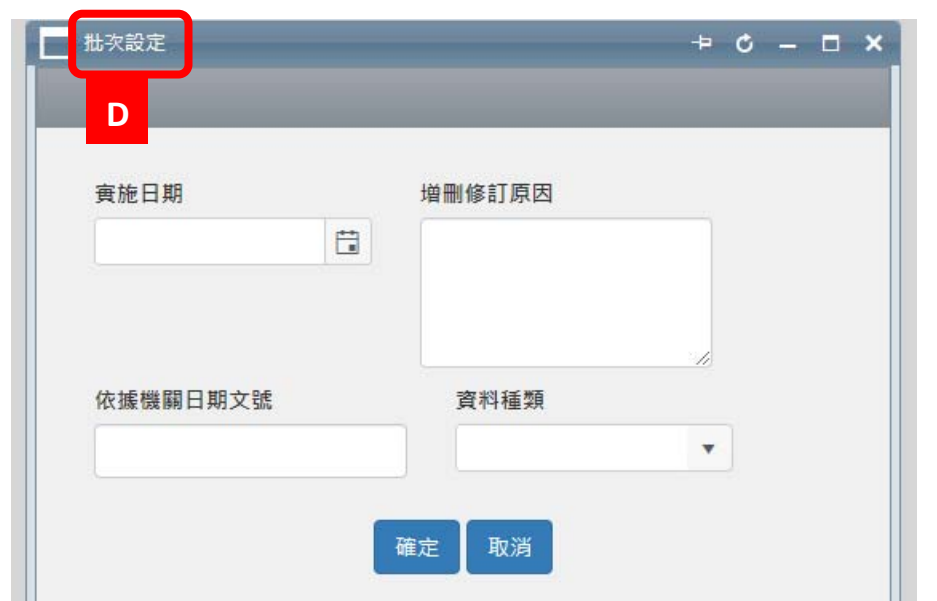 批次設定
D
實施日期
增刪修訂原因
依據機關日期文號
資料種類
確定
取消